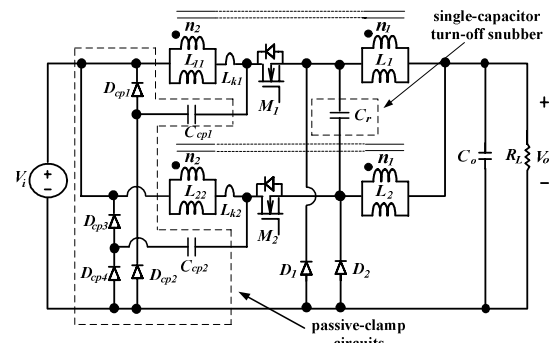 single-capacitor
turn-off snubber
n2
n1
L11
Lk1
L1
Dcp1
M1
Ccp1
Cr
n2
n1
Vi
L22
Lk2
L2
Co
RL
Vo
Dcp3
M2
Ccp2
Dcp4
Dcp2
D1
D2
passive-clamp
circuits